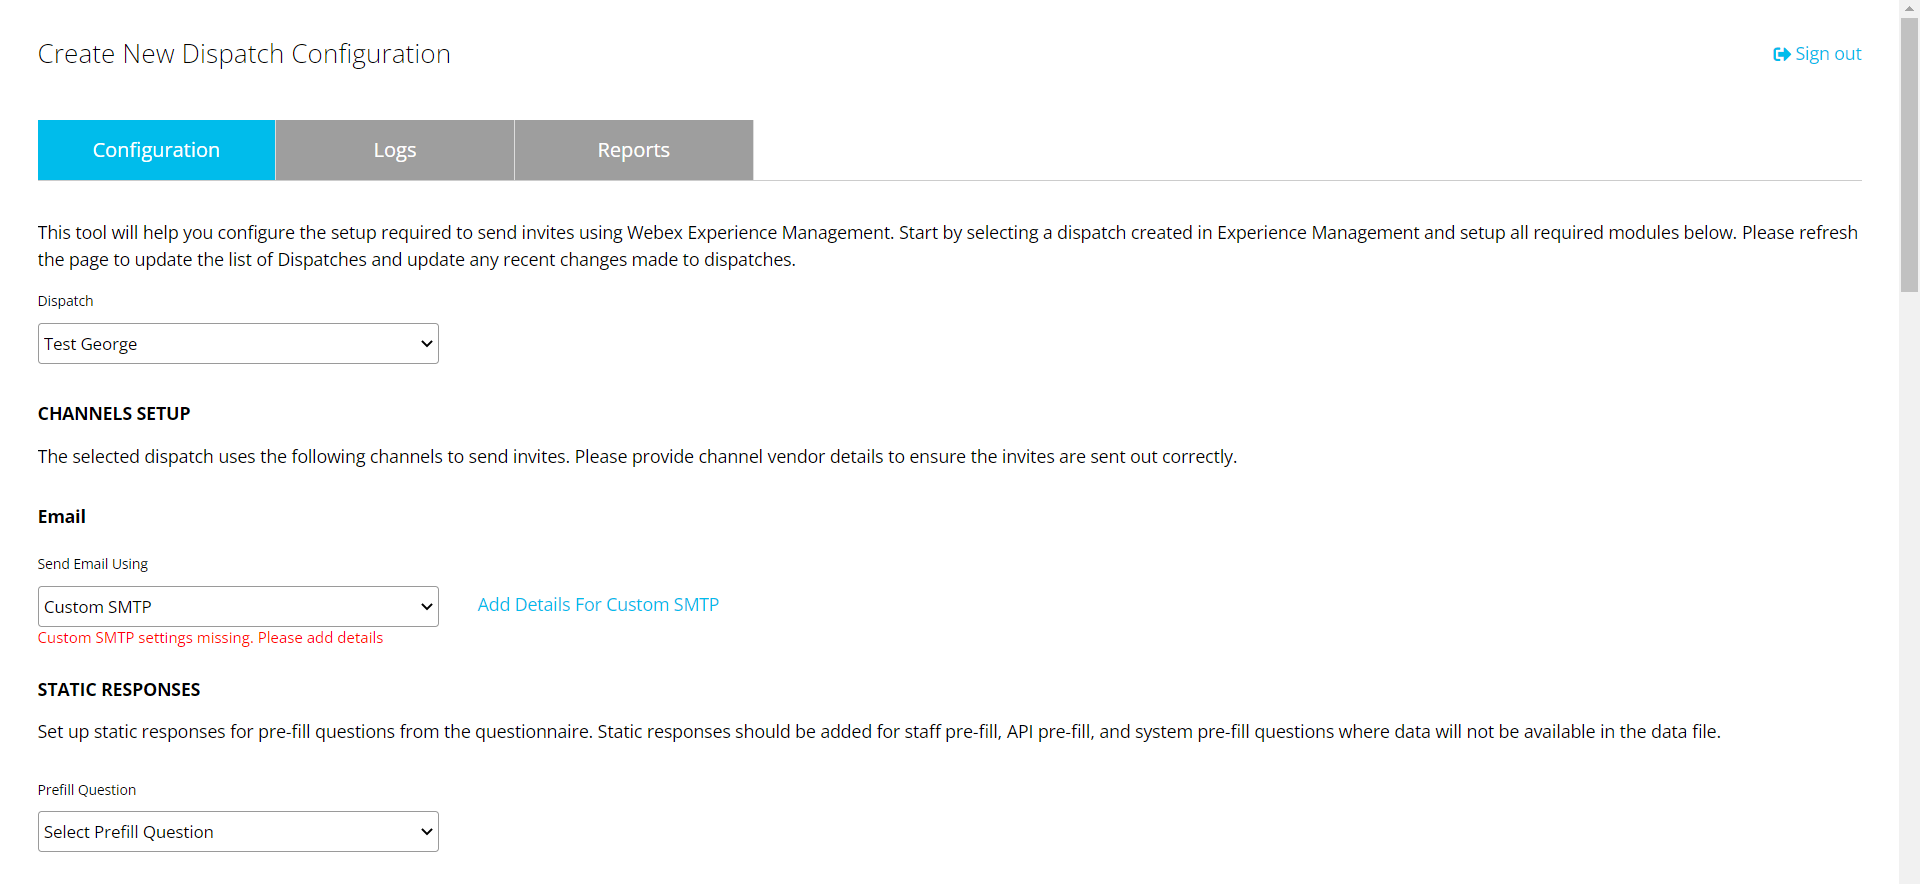 Create New Dispatch Configuration
Sign out
Configuration
Logs
Reports
This tool will help you configure the setup required to send invites using Webex Experience Management. Start by selecting a dispatch created in Experience Management and setup all required modules below. Please refresh
the page to update the list of Dispatches and update any recent changes made to dispatches.
Dispatch
Test George
CHANNELS SETUP
The selected dispatch uses the following channels to send invites. Please provide channel vendor details to ensure the invites are sent out correctly.
Email
Send Email Using
Custom SMTP
Add Details For Custom SMTP
Custom SMTP settings missing. Please add details
STATIC RESPONSES
Set up static responses for pre-fill questions from the questionnaire. Static responses should be added for staff pre-fill, API pre-fill, and system pre-fill questions where data will not be available in the data file.
Prefill Question
Select Prefill Question